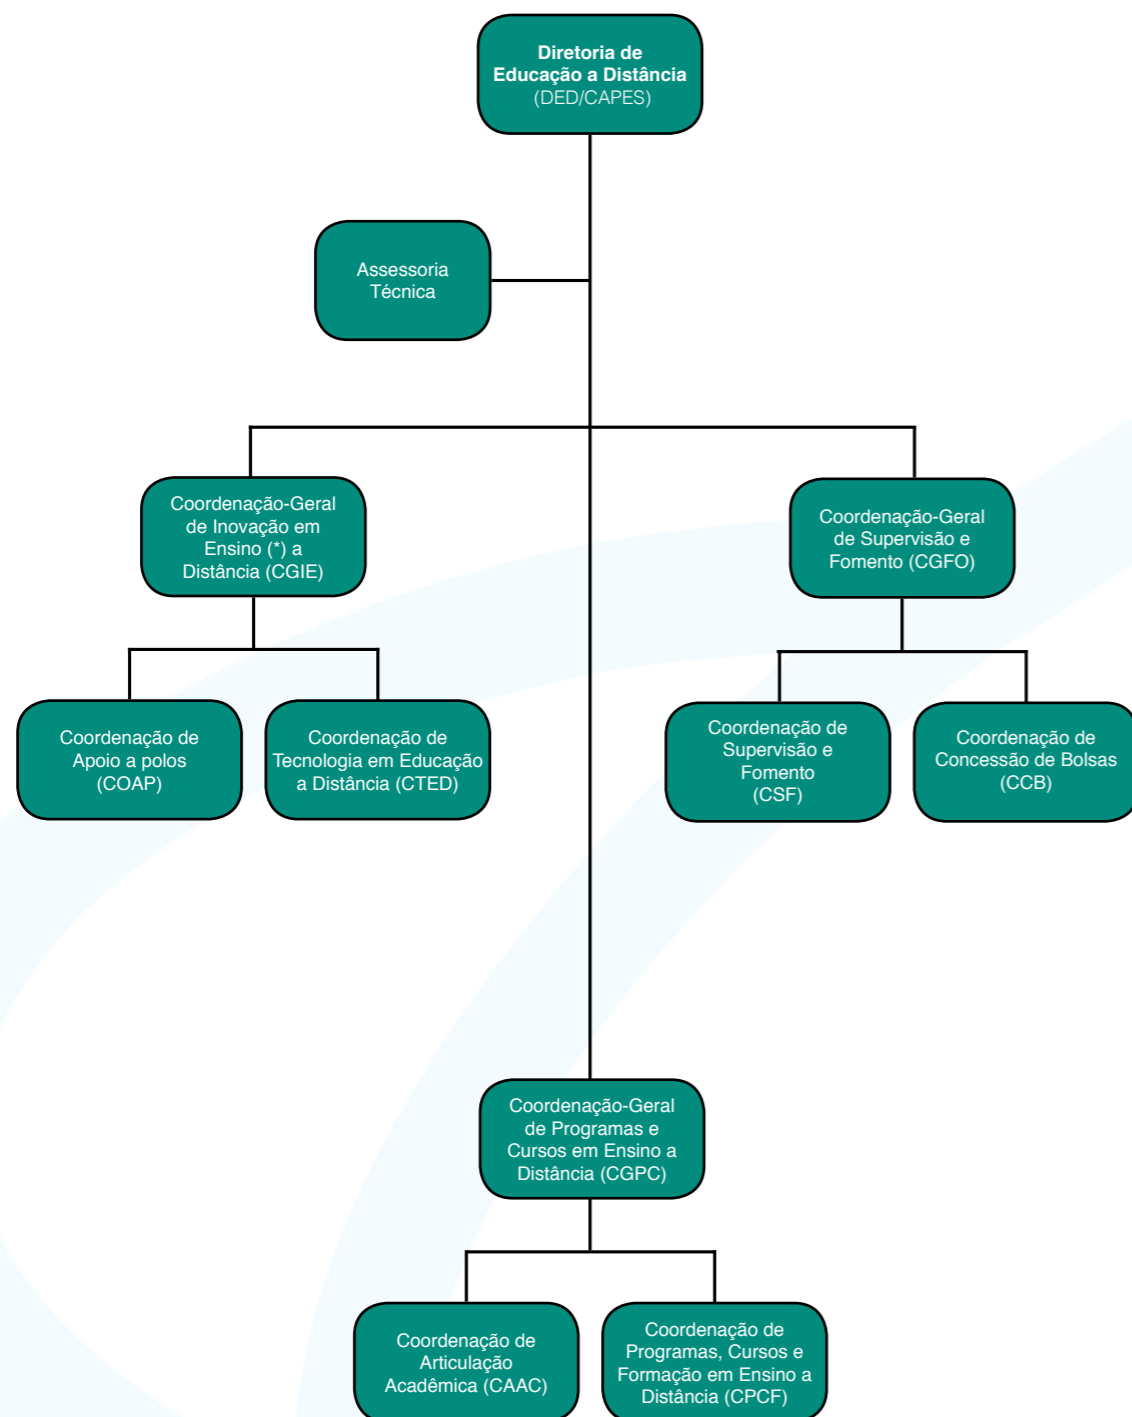 Diretoria de
Educação a Distância
(DED/CAPES)
Assessoria
Técnica
Coordenação-Geral
de Inovação em
Ensino (*) a
Distância (CGIE)
Coordenação-Geral
de Supervisão e
Fomento (CGFO)
Coordenação de
Apoio a polos
(COAP)
Coordenação de
Tecnologia em Educação
a Distância (CTED)
Coordenação de
Supervisão e
Fomento
(CSF)
Coordenação de
Concessão de Bolsas
(CCB)
Coordenação-Geral
de Programas e
Cursos em Ensino a
Distância (CGPC)
Coordenação de
Articulação
Acadêmica (CAAC)
Coordenação de
Programas, Cursos e
Formação em Ensino a
Distância (CPCF)